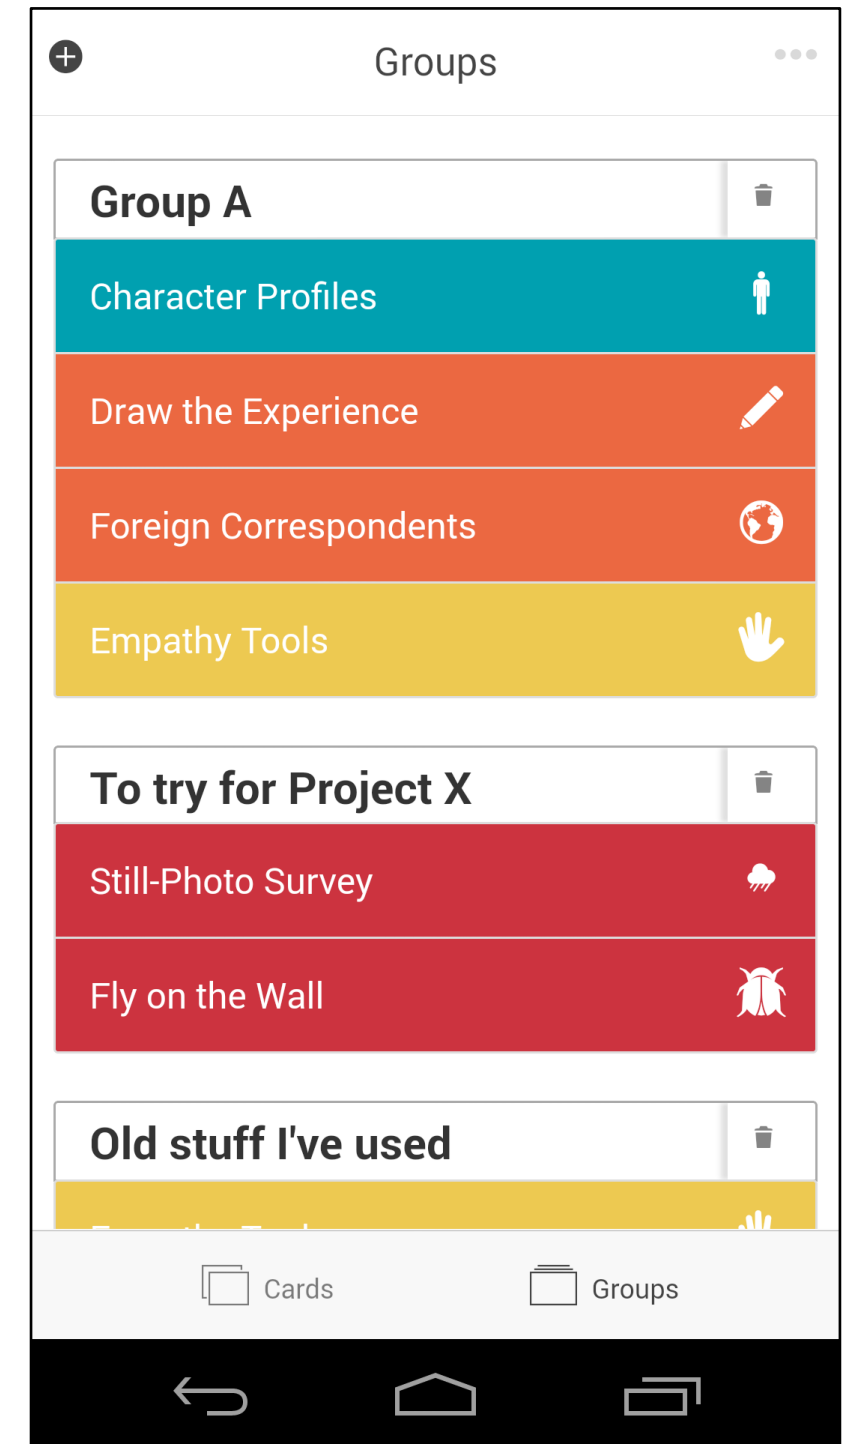 Groups
Group A
Character Profiles
Draw the Experience
Foreign Correspondents
Empathy Tools
To try for Project X
Still-Photo Survey
Fly on the Wall
Old stuff I've used
Cards
Groups